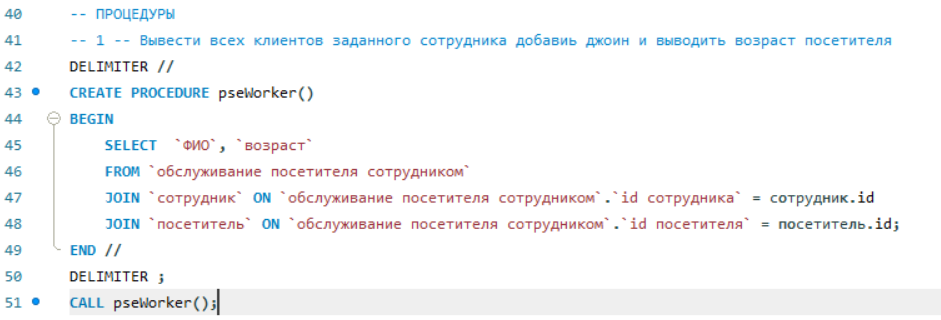 40 -- ПРОЦЕДУРЫ
41 -- 1 -- Вывести всех клиентов заданного сотрудника добавиь джоин и выводить возраст посетителя
42 DELIMITER //
43 CREATE PROCEDURE pseWorker()
44 BEGIN
45 SELECT `ФИО`, `возраст`
46 FROM `обслуживание посетителя сотрудником`
47 JOIN `сотрудник` ON `обслуживание посетителя сотрудником`.`id сотрудника` = сотрудник.id
48 JOIN `посетитель` ON `обслуживание посетителя сотрудником`.`id посетителя` = посетитель.id;
49 END //
50 DELIMITER ;
51 CALL pseWorker();